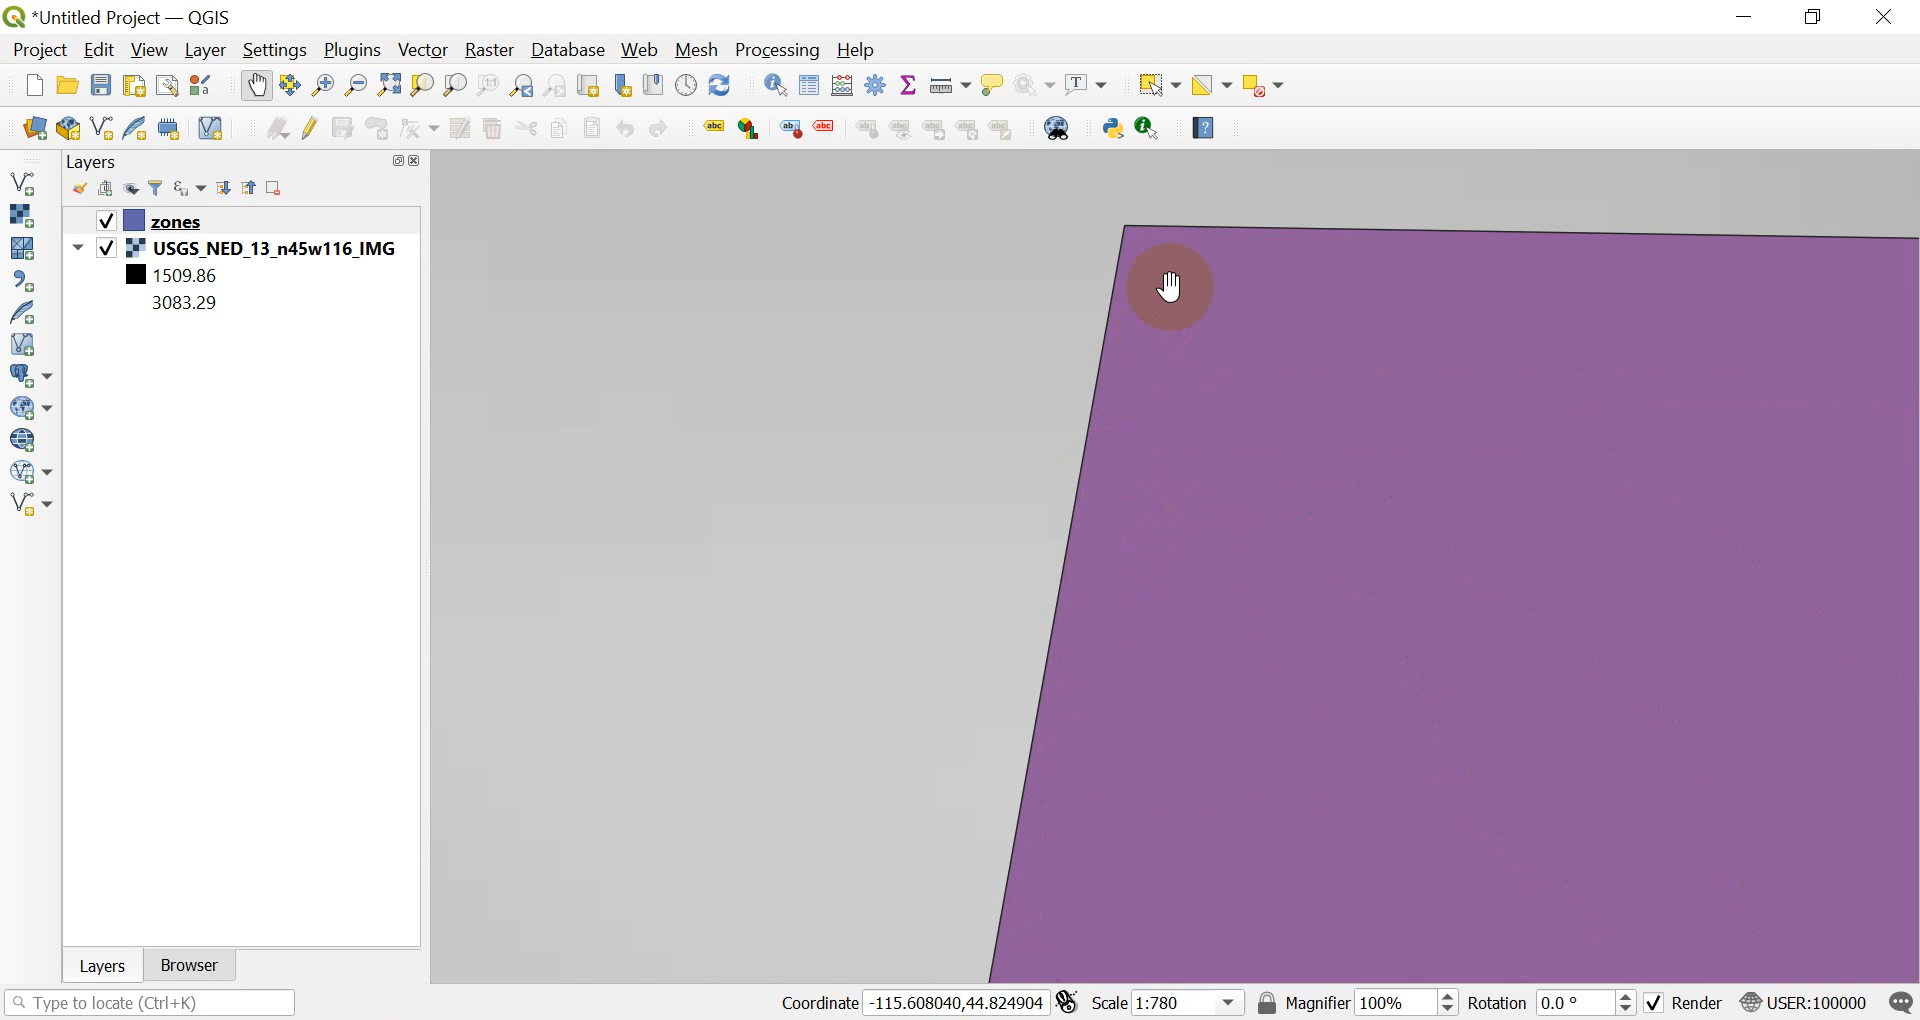 *Untitled Project — QGIS
Project Edit View Layer Settings Plugins Vector Raster Database Web Mesh Processing Help
Layers
zones
USGS_NED_13_n45w116_IMG
1509.86
3083.29
Layers Browser
Type to locate (Ctrl+K) Coordinate -115.608040,44.824904 Scale 1:780 Magnifier 100% Rotation 0.0 ° Render USER:100000